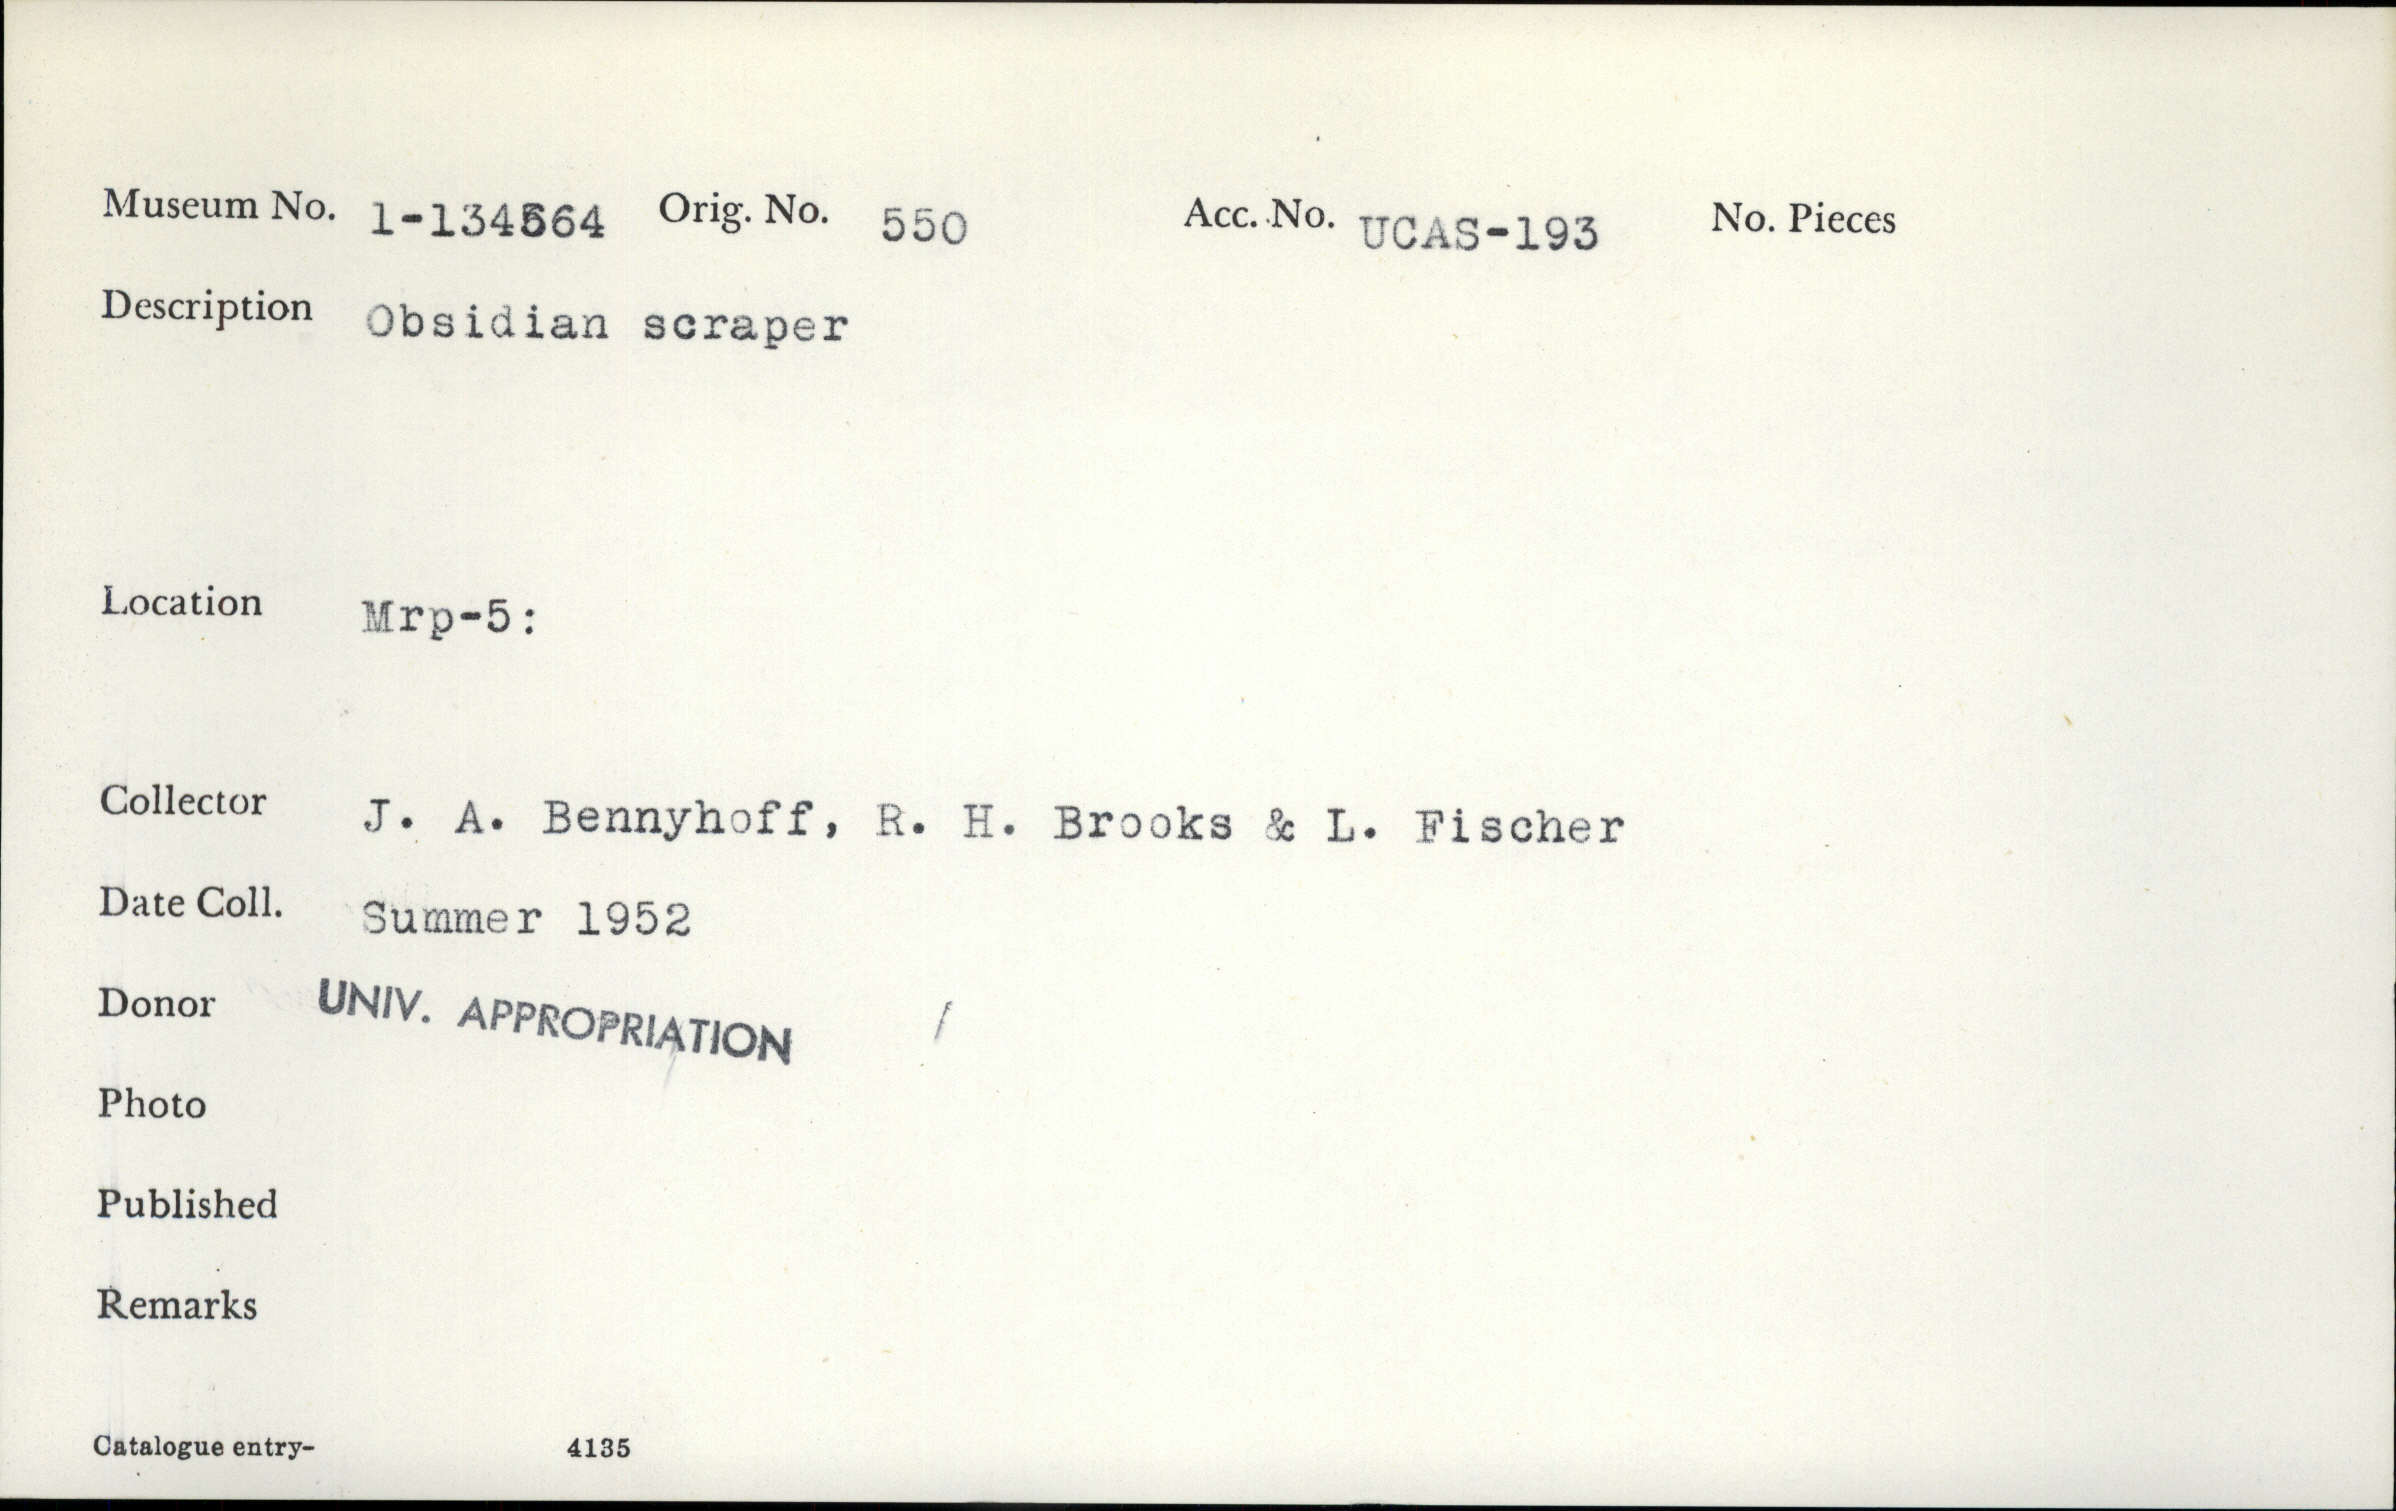 Museum No. 1-134564 Orig. No. 550 Acc. No. UCAS-193 No. Pieces
Description Obsidian scraper
Location Mrp-5:
Collector J. A. Bennyhoff, R. H. Brooks & L. Fischer
Date Coll. Summer 1952
Donor UNIV. APPROPRIATION
Photo
Published
Remarks
Catalogue entry- 4135